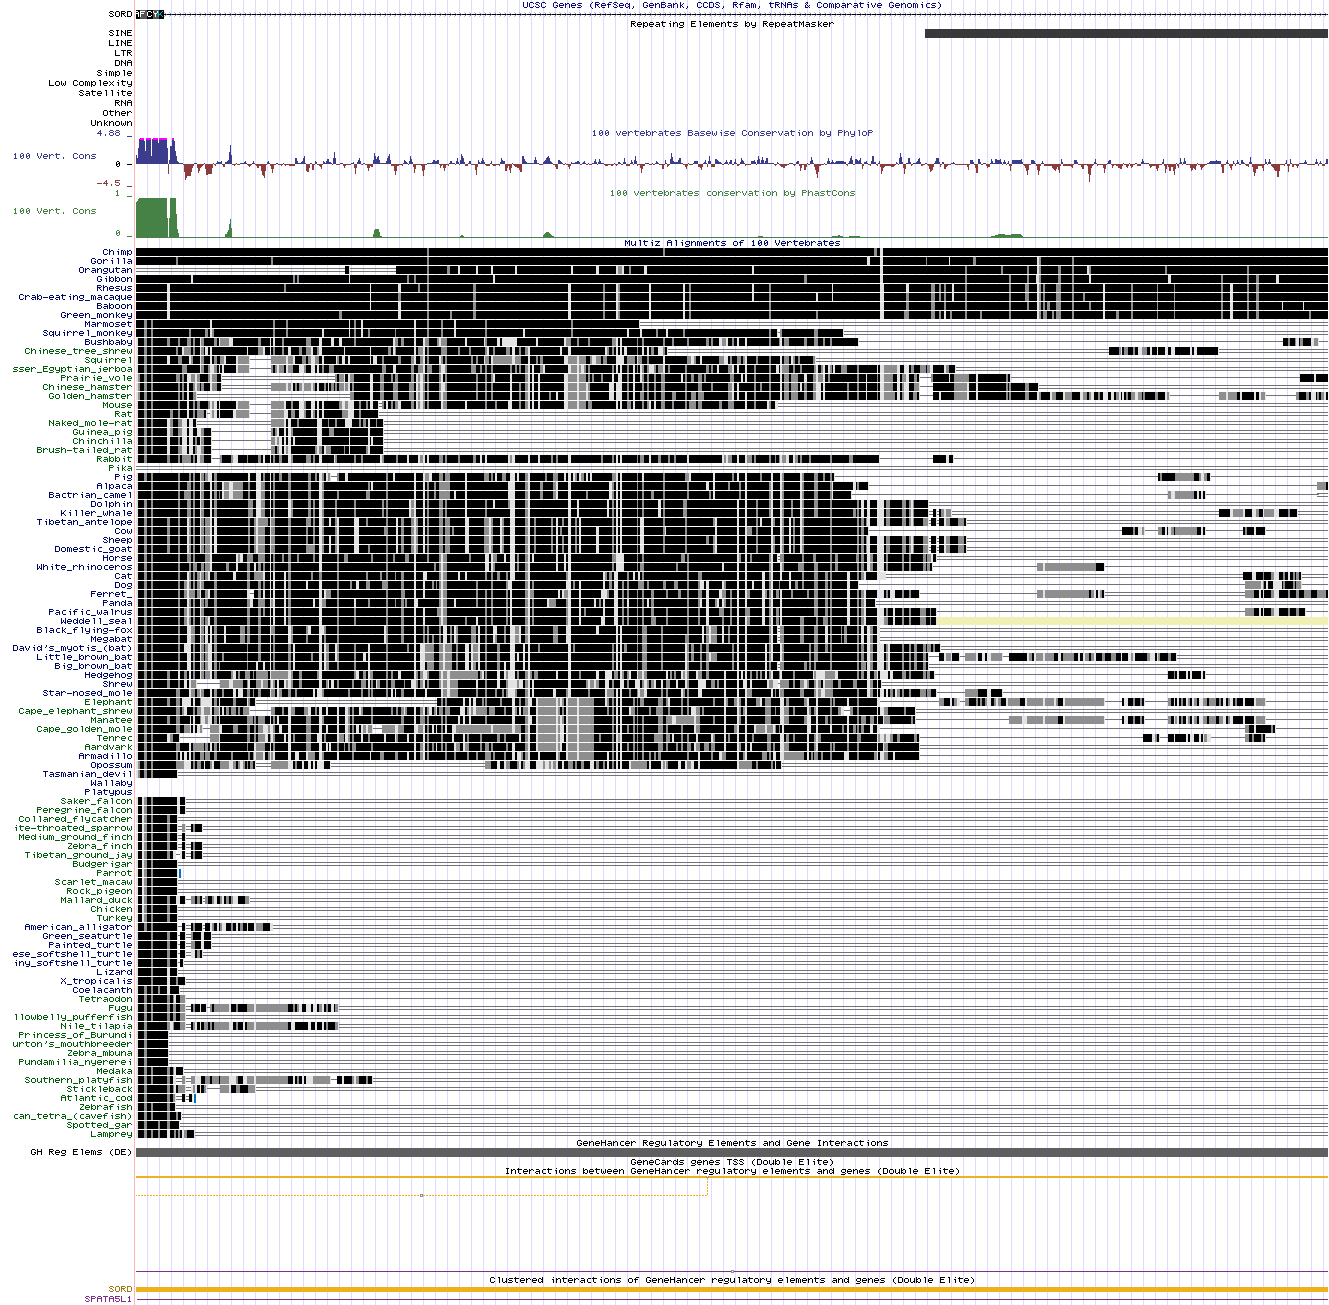 UCSC Genes (RefSeq, GenBank, CCDS, Rfam, tRNAs & Comparative Genomics)
SORD
Repeating Elements by RepeatMasker
SINE
LINE
LTR
DNA
Simple
Low Complexity
Satellite
RNA
Other
Unknown
4.88 _
100 vertebrates Basewise Conservation by PhyloP
100 Vert. Cons
0 _
-4.5 _
100 vertebrates conservation by PhastCons
1 _
100 Vert. Cons
0 _
Multiz Alignments of 100 Vertebrates
Chimp
Gorilla
Orangutan
Gibbon
Rhesus
Crab-eating_macaque
Baboon
Green_monkey
Marmoset
Squirrel_monkey
Bushbaby
Chinese_tree_shrew
Squirrel
sser_Egyptian_jerboa
Prairie_vole
Chinese_hamster
Golden_hamster
Mouse
Rat
Naked_mole-rat
Guinea_pig
Chinchilla
Brush-tailed_rat
Rabbit
Pika
Pig
Alpaca
Bactrian_camel
Dolphin
Killer_whale
Tibetan_antelope
Cow
Sheep
Domestic_goat
Horse
White_rhinoceros
Cat
Dog
Ferret_
Panda
Pacific_walrus
Weddell_seal
Black_flying-fox
Megabat
David's_myotis_(bat)
Little_brown_bat
Big_brown_bat
Hedgehog
Shrew
Star-nosed_mole
Elephant
Cape_elephant_shrew
Manatee
Cape_golden_mole
Tenrec
Aardvark
Armadillo
Opossum
Tasmanian_devil
Wallaby
Platypus
Saker_falcon
Peregrine_falcon
Collared_flycatcher
ite-throated_sparrow
Medium_ground_finch
Zebra_finch
Tibetan_ground_jay
Budgerigar
Parrot
Scarlet_macaw
Rock_pigeon
Mallard_duck
Chicken
Turkey
American_alligator
Green_seaturtle
Painted_turtle
ese_softshell_turtle
iny_softshell_turtle
Lizard
X_tropicalis
Coelacanth
Tetraodon
Fugu
llowbelly_pufferfish
Nile_tilapia
Princess_of_Burundi
urton's_mouthbreeder
Zebra_mbuna
Pundamilia_nyererei
Medaka
Southern_platyfish
Stickleback
Atlantic_cod
Zebrafish
can_tetra_(cavefish)
Spotted_gar
Lamprey
GeneHancer Regulatory Elements and Gene Interactions
GH Reg Elems (DE)
GeneCards genes TSS (Double Elite)
Interactions between GeneHancer regulatory elements and genes (Double Elite)
Clustered interactions of GeneHancer regulatory elements and genes (Double Elite)
SORD
SPATA5L1